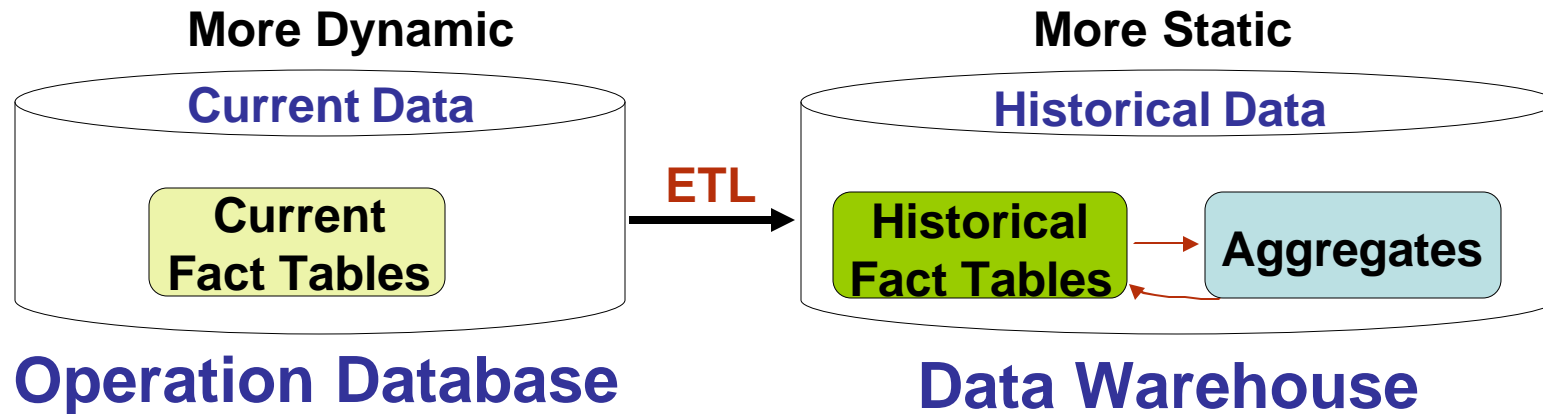 More Dynamic
Current Data
Current
Fact Tables
Operation Database
ETL
More Static
Historical Data
Historical
Fact Tables
Aggregates
Data Warehouse